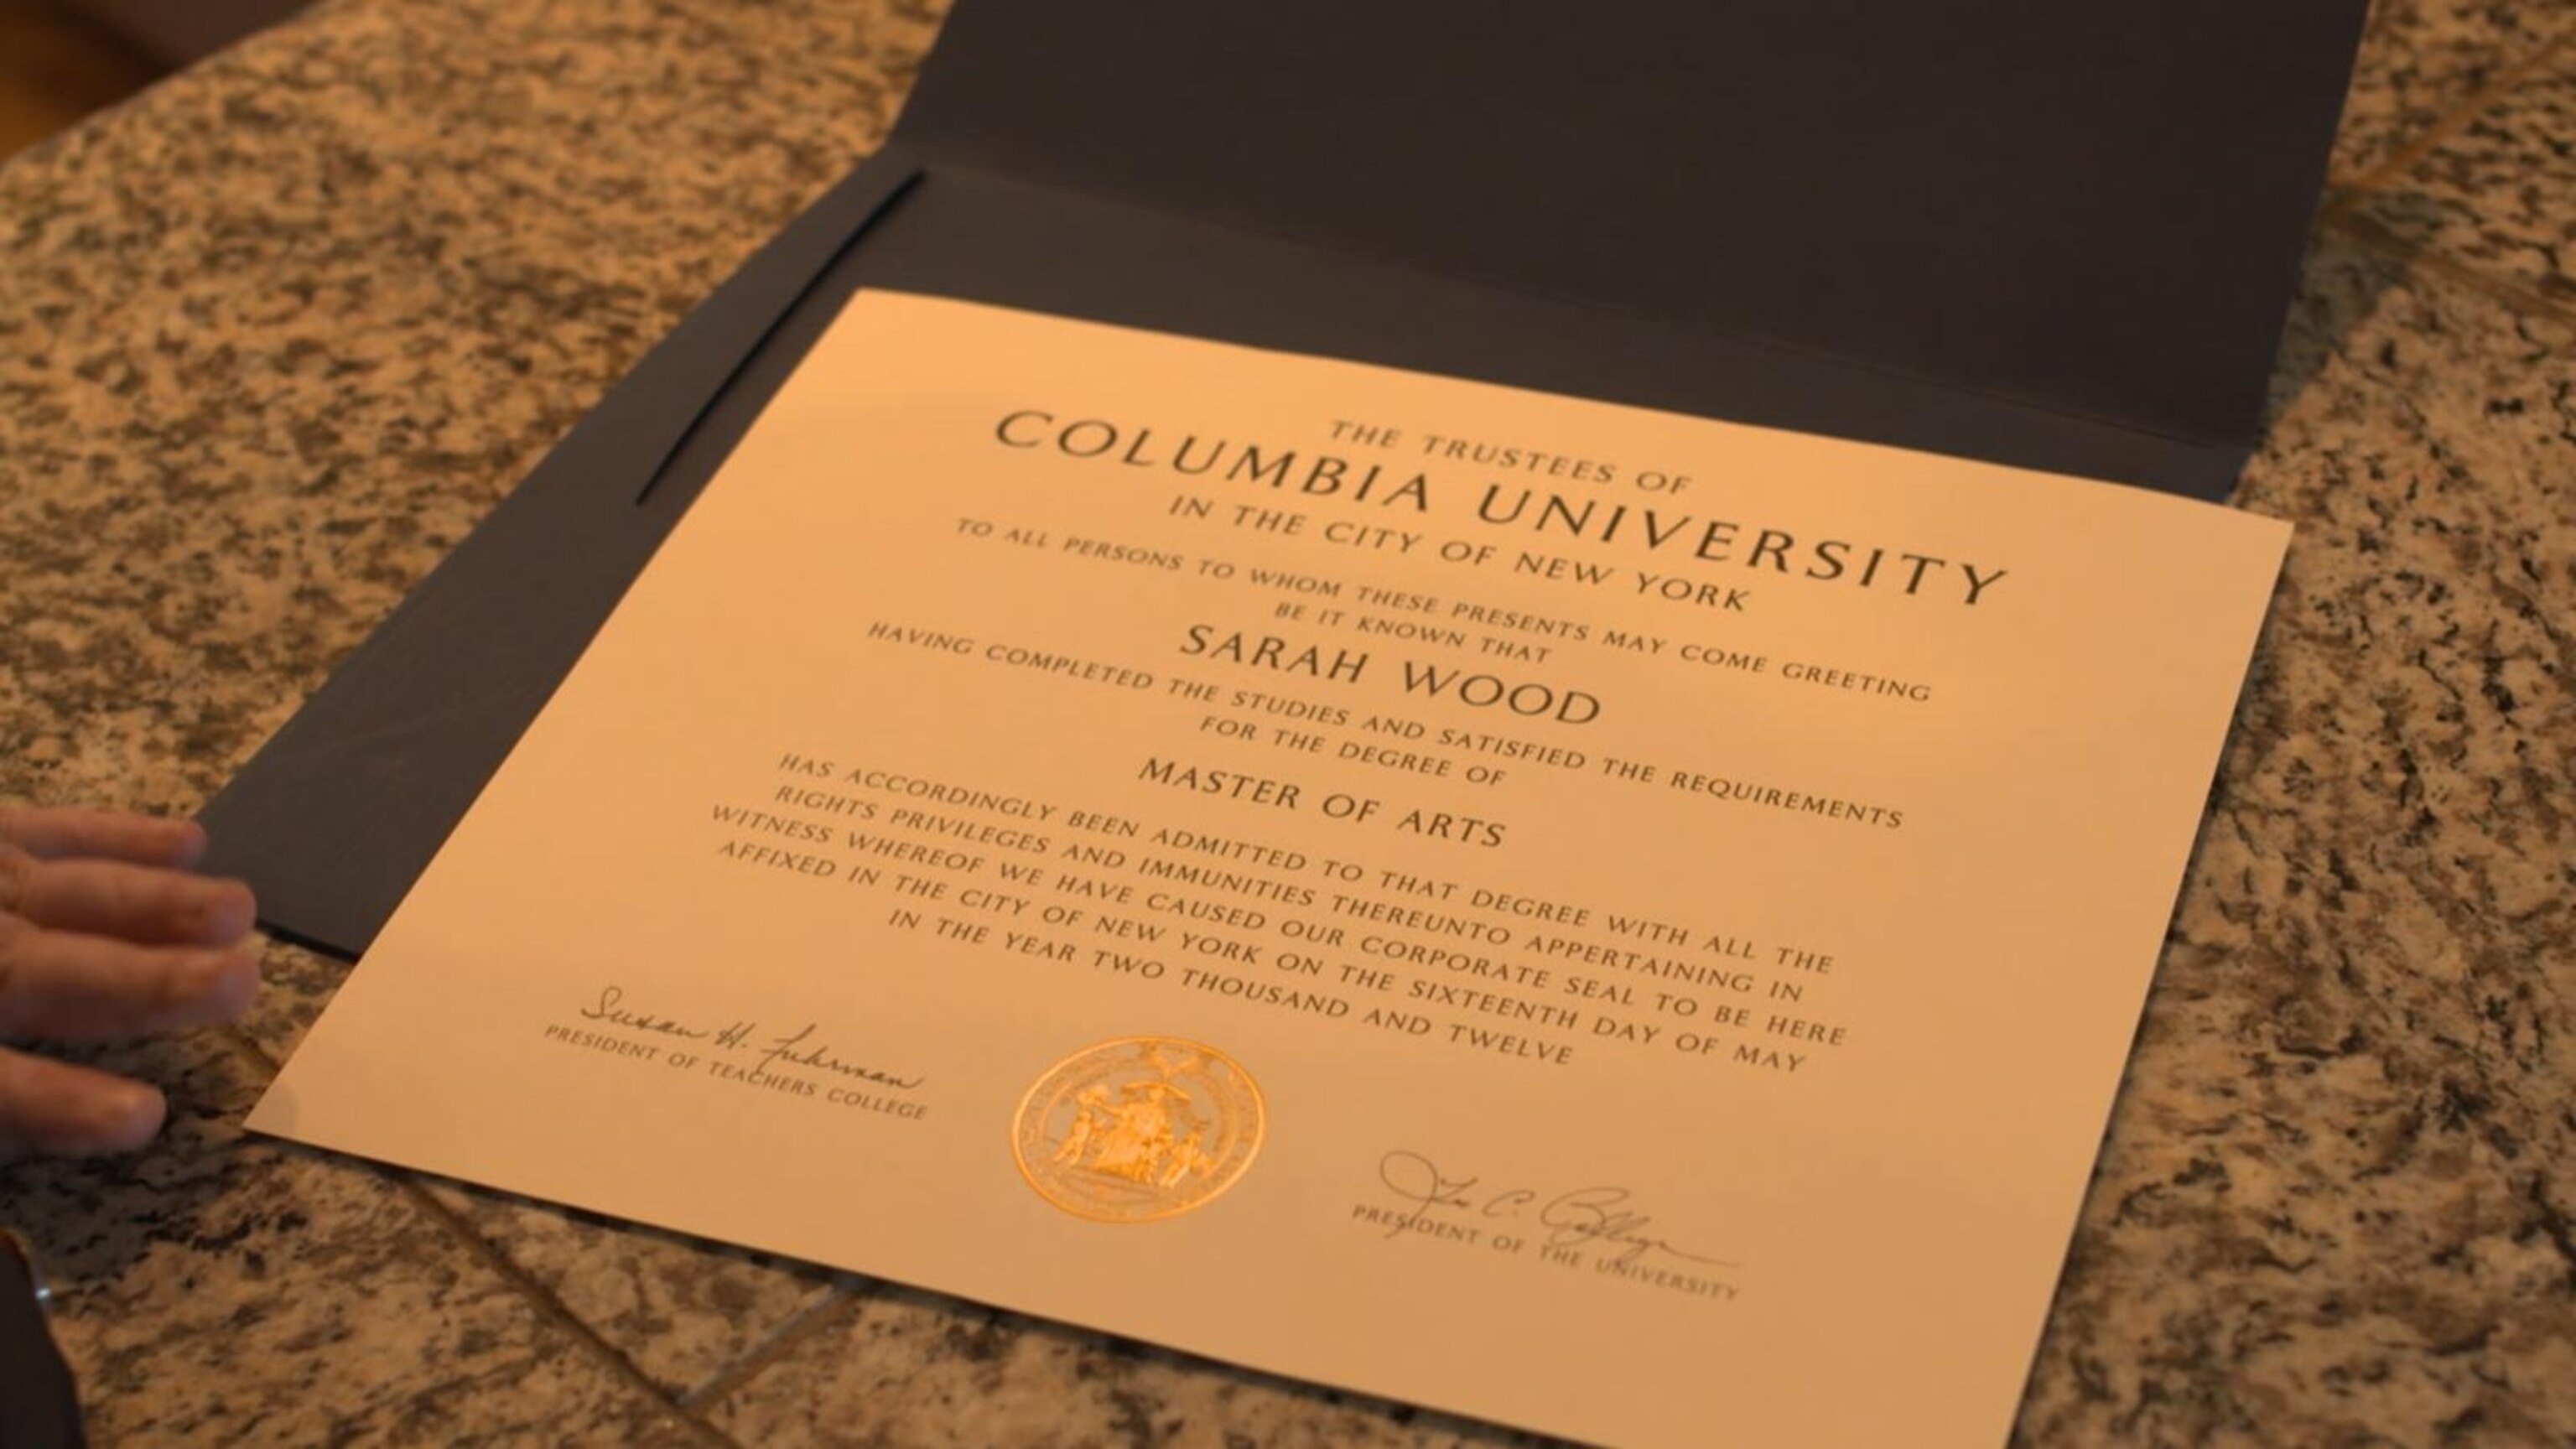 THE TRUSTEES OF
COLUMBIA UNIVERSITY
IN THE CITY OF NEW YORK
TO ALL PERSONS TO WHOM THESE PRESENTS MAY COME GREETING
BE IT KNOWN THAT
SARAH WOOD
HAVING COMPLETED THE STUDIES AND SATISFIED THE REQUIREMENTS
FOR THE DEGREE OF
MASTER OF ARTS
HAS ACCORDINGLY BEEN ADMITTED TO THAT DEGREE WITH ALL THE
RIGHTS PRIVILEGES AND IMMUNITIES THEREUNTO APPERTAINING IN
WITNESS WHEREOF WE HAVE CAUSED OUR CORPORATE SEAL TO BE HERE
AFFIXED IN THE CITY OF NEW YORK ON THE SIXTEENTH DAY OF MAY
IN THE YEAR TWO THOUSAND AND TWELVE
Susan H. Fuhrman
PRESIDENT OF TEACHERS COLLEGE
PRESIDENT OF THE UNIVERSITY